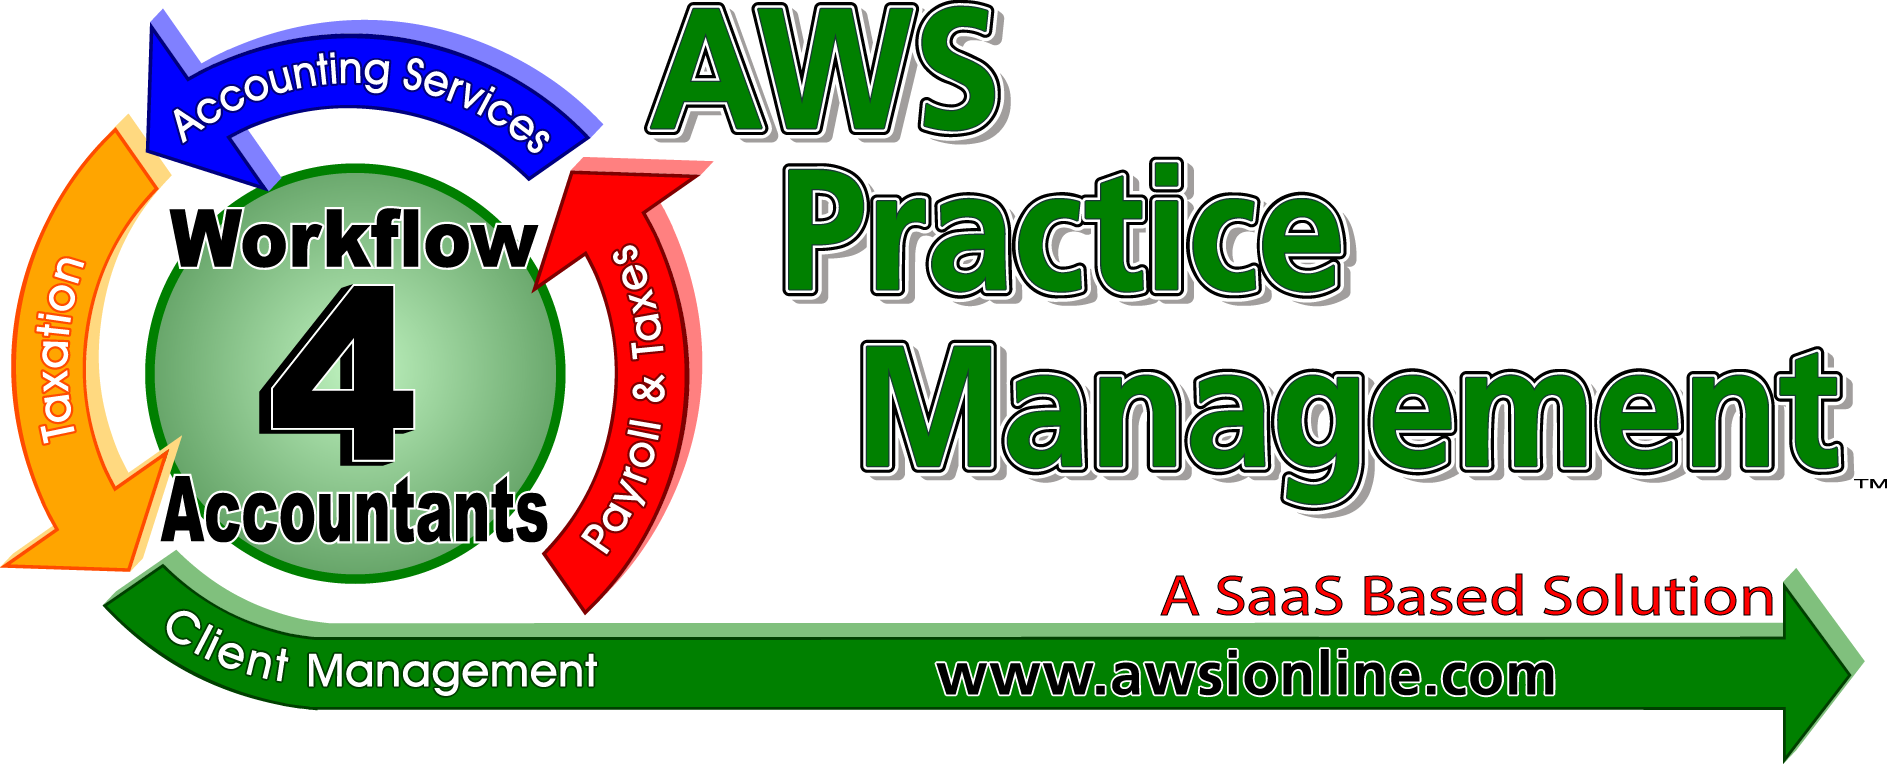 AWS
Practice
Management™
Accounting Services
Taxation
Workflow
4
Accountants
Payroll & Taxes
Client Management
A SaaS Based Solution
www.awsionline.com